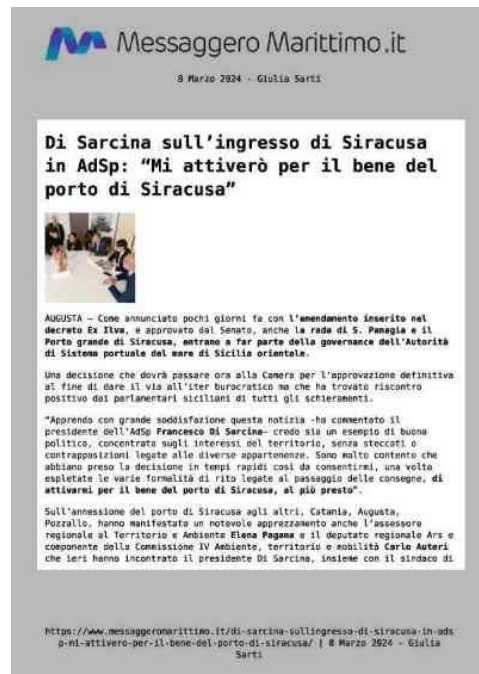 Messaggero Marittimo.it
8 Marzo 2024 - Giulia Sarti
Di Sarcina sull’ingresso di Siracusa
in AdSp: “Mi attiverò per il bene del
porto di Siracusa”
AUGUSTA – Come annunciato pochi giorni fa con l’emendamento inserito nel
decreto Ex Ilva, e approvato dal Senato, anche la rada di S. Panagia e il
Porto grande di Siracusa, entrano a far parte della governance dell’Autorità
di Sistema portuale del mare di Sicilia orientale.
Una decisione che dovrà passare ora alla Camera per l’approvazione definitiva
al fine di dare il via all’iter burocratico ma che ha trovato riscontro
positivo dai parlamentari siciliani di tutti gli schieramenti.
“Apprendo con grande soddisfazione questa notizia -ha commentato il
presidente dell’AdSp Francesco Di Sarcina- credo sia un esempio di buona
politica, concentrata sugli interessi del territorio, senza steccati o
contrapposizioni legate alle diverse appartenenze. Sono molto contento che
abbiano preso la decisione in tempi rapidi così da consentirmi, una volta
espletate le varie formalità di rito legate al passaggio delle consegne, di
attivarmi per il bene del porto di Siracusa, al più presto”.
Sull’annessione del porto di Siracusa agli altri, Catania, Augusta,
Pozzallo, hanno manifestato un notevole apprezzamento anche l’assessore
regionale al Territorio e Ambiente Elena Pagana e il deputato regionale Ars e
componente della Commissione IV Ambiente, territorio e mobilità Carlo Auteri
che ieri hanno incontrato il presidente Di Sarcina, insieme con il sindaco di
https://www.messaggeromarittimo.it/di-sarcina-sullingresso-di-siracusa-in-ads
p-mi-attivero-per-il-bene-del-porto-di-siracusa/ | 8 Marzo 2024 - Giulia
Sarti